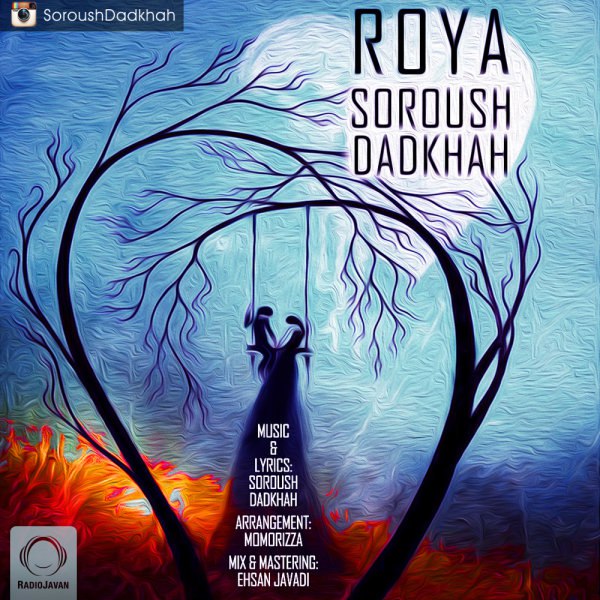 SoroushDadkhah
ROYA
SOROUSH
DADKHAH
MUSIC
&
LYRICS:
SOROUSH
DADKHAH
ARRANGEMENT:
MOMORIZZA
MIX & MASTERING:
EHSAN JAVADI
RADIOJAVAN